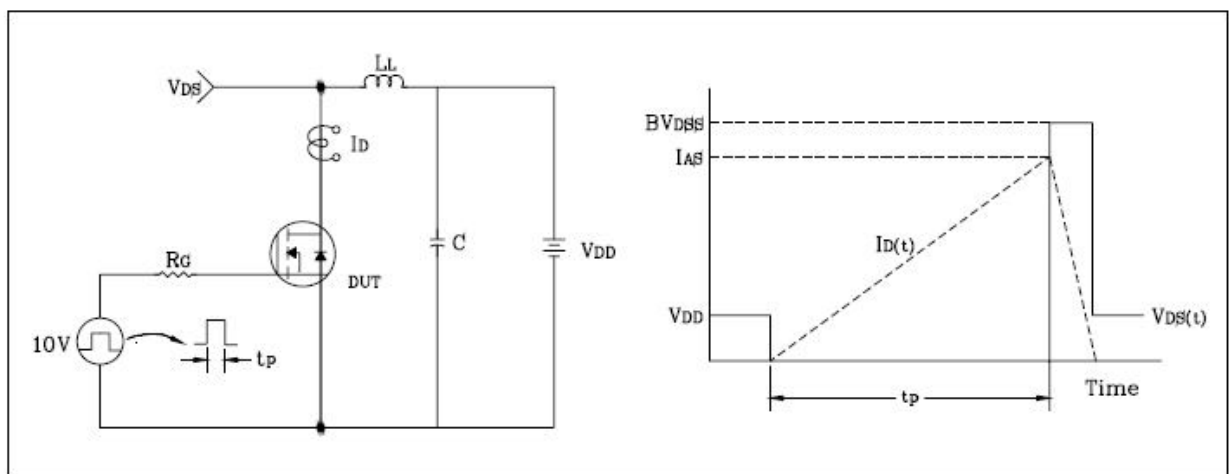 LL
VDS
ID
RG
DUT
C
VDD
10V
tp
BVDSS
IAS
ID(t)
VDD
VDS(t)
tp
Time